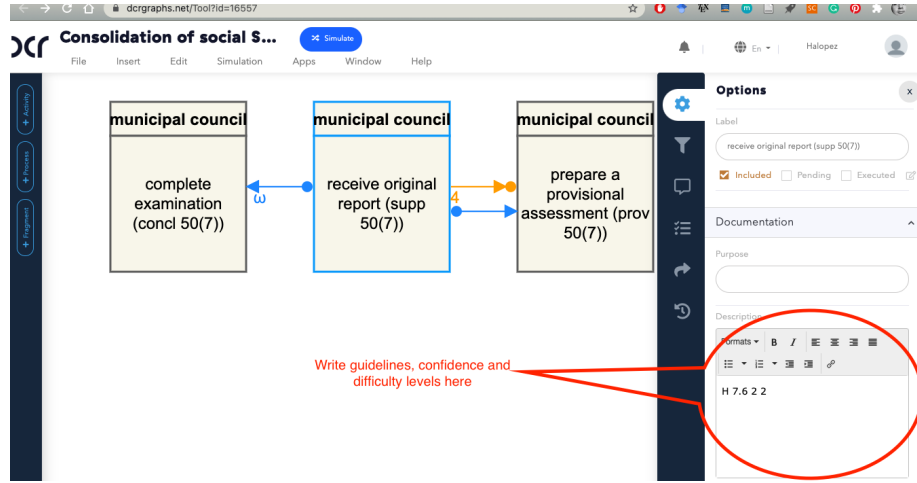 dcrgraphs.net/Tool?id=16557
DCR
Consolidation of social S...
Simulate
File Insert Edit Simulation Apps Window Help
En
Halopez
+ Activity
+ Process
+ Fragment
municipal council
complete
examination
(concl 50(7))
ω
municipal council
receive original
report (supp
50(7))
4
municipal council
prepare a
provisional
assessment (prov
50(7))
Write guidelines, confidence and
difficulty levels here
Options
x
Label
receive original report (supp 50(7))
Included Pending Executed
Documentation
Purpose
Description
Formats B I
H 7.6 2 2